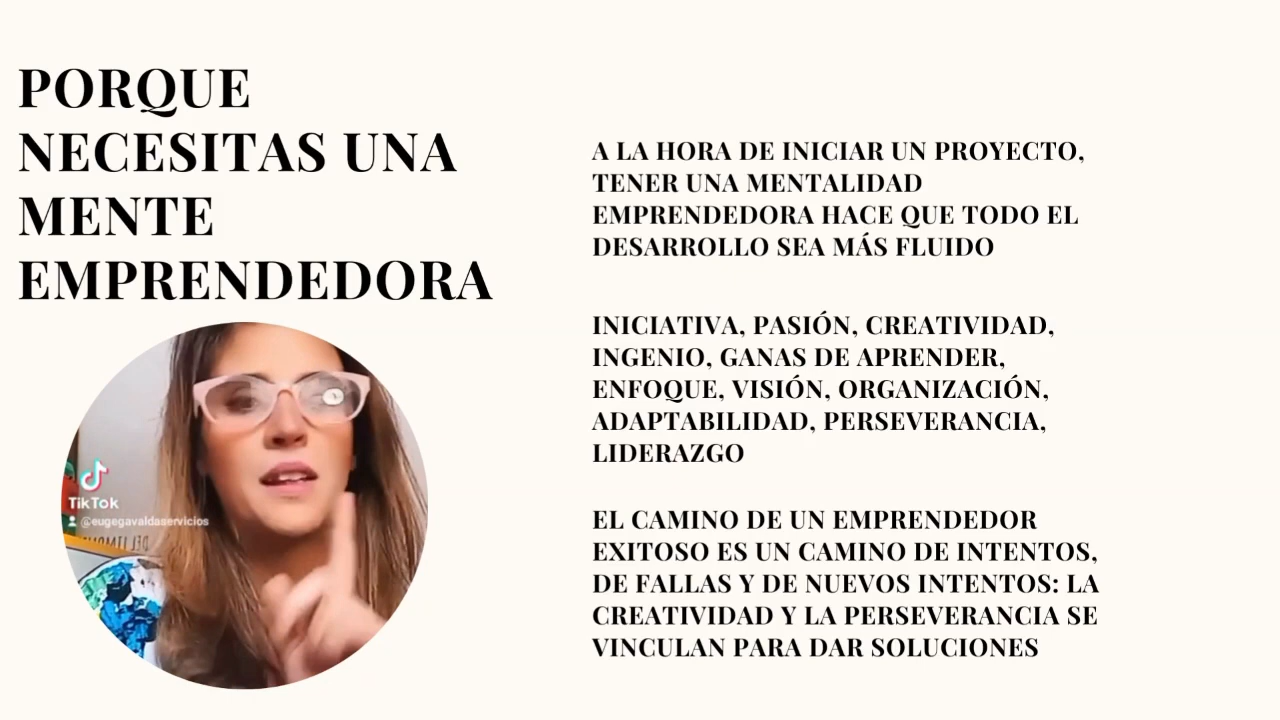 PORQUE
NECESITAS UNA
MENTE
EMPRENDEDORA
A LA HORA DE INICIAR UN PROYECTO,
TENER UNA MENTALIDAD
EMPRENDEDORA HACE QUE TODO EL
DESARROLLO SEA MÁS FLUIDO
INICIATIVA, PASIÓN, CREATIVIDAD,
INGENIO, GANAS DE APRENDER,
ENFOQUE, VISIÓN, ORGANIZACIÓN,
ADAPTABILIDAD, PERSEVERANCIA,
LIDERAZGO
EL CAMINO DE UN EMPRENDEDOR
EXITOSO ES UN CAMINO DE INTENTOS,
DE FALLAS Y DE NUEVOS INTENTOS: LA
CREATIVIDAD Y LA PERSEVERANCIA SE
VINCULAN PARA DAR SOLUCIONES
TikTok
@eugegavaldaservicios